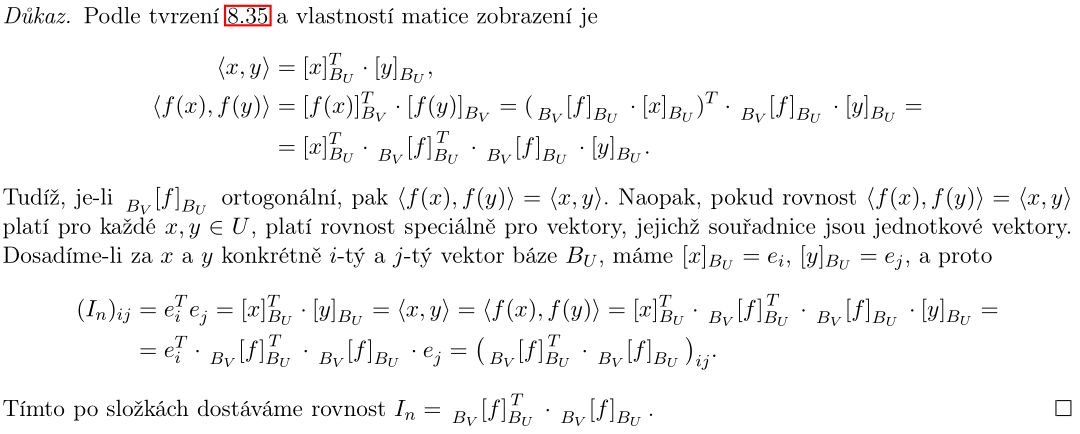 Důkaz. Podle tvrzení 8.35 a vlastností matice zobrazení je
⟨x, y⟩ = [x]^T_{B_U} · [y]_{B_U},
⟨f(x), f(y)⟩ = [f(x)]^T_{B_V} · [f(y)]_{B_V} = ( _{B_V}[f]_{B_U} · [x]_{B_U})^T · _{B_V}[f]_{B_U} · [y]_{B_U} =
= [x]^T_{B_U} · _{B_V}[f]^T_{B_U} · _{B_V}[f]_{B_U} · [y]_{B_U}.
Tudíž, je-li _{B_V}[f]_{B_U} ortogonální, pak ⟨f(x), f(y)⟩ = ⟨x, y⟩. Naopak, pokud rovnost ⟨f(x), f(y)⟩ = ⟨x, y⟩
platí pro každé x, y ∈ U, platí rovnost speciálně pro vektory, jejichž souřadnice jsou jednotkové vektory.
Dosadíme-li za x a y konkrétně i-tý a j-tý vektor báze B_U, máme [x]_{B_U} = e_i, [y]_{B_U} = e_j, a proto
(I_n)_{ij} = e_i^T e_j = [x]^T_{B_U} · [y]_{B_U} = ⟨x, y⟩ = ⟨f(x), f(y)⟩ = [x]^T_{B_U} · _{B_V}[f]^T_{B_U} · _{B_V}[f]_{B_U} · [y]_{B_U} =
= e_i^T · _{B_V}[f]^T_{B_U} · _{B_V}[f]_{B_U} · e_j = ( _{B_V}[f]^T_{B_U} · _{B_V}[f]_{B_U} )_{ij}.
Tímto po složkách dostáváme rovnost I_n = _{B_V}[f]^T_{B_U} · _{B_V}[f]_{B_U} . □